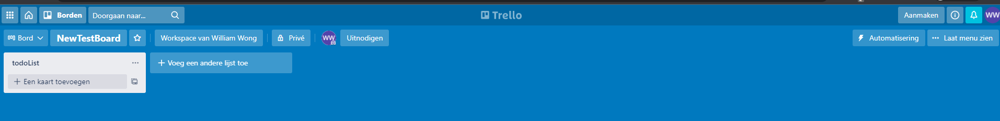 Borden Doorgaan naar... Trello Aanmaken WW
Bord NewTestBoard Workspace van William Wong Privé WW Uitnodigen Automatisering Laat menu zien
todoList
Voeg een andere lijst toe
Een kaart toevoegen